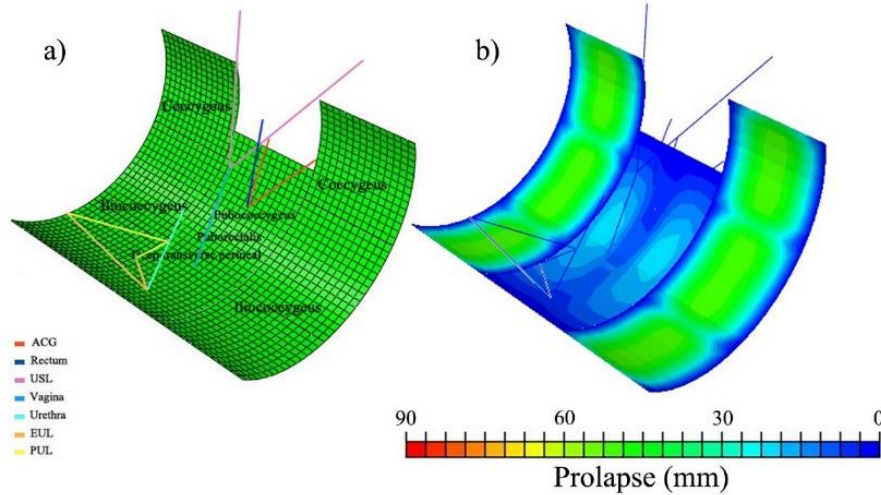 a)
b)
Coccygeus
Coccygeus
Iliococcygeus
Pubococcygeus
Puborectalis
transverse perineal
Iliococcygeus
ACG
Rectum
USL
Vagina
Urethra
EUL
PUL
90 60 30 0
Prolapse (mm)